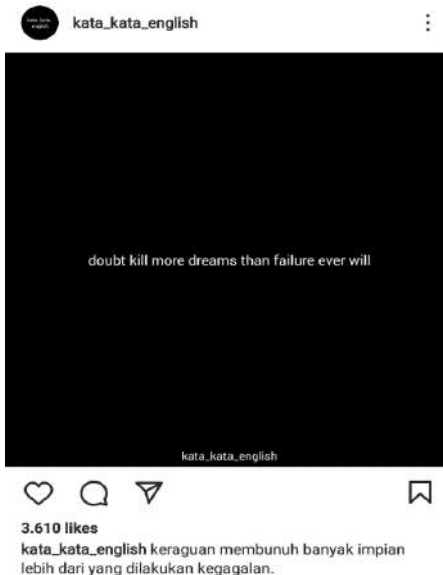 kata_kata_english
doubt kill more dreams than failure ever will
kata_kata_english
3.610 likes
kata_kata_english keraguan membunuh banyak impian
lebih dari yang dilakukan kegagalan.